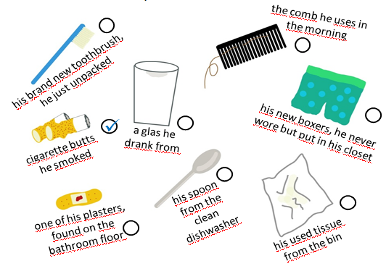 the comb he uses in
the morning
his brand new toothbrush,
he just unpacked
cigarette butts
he smoked
a glas he
drank from
his new boxers, he never
wore but put in his closet
one of his plasters,
found on the
bathroom floor
his spoon
from the
clean
dishwasher
his used tissue
from the bin